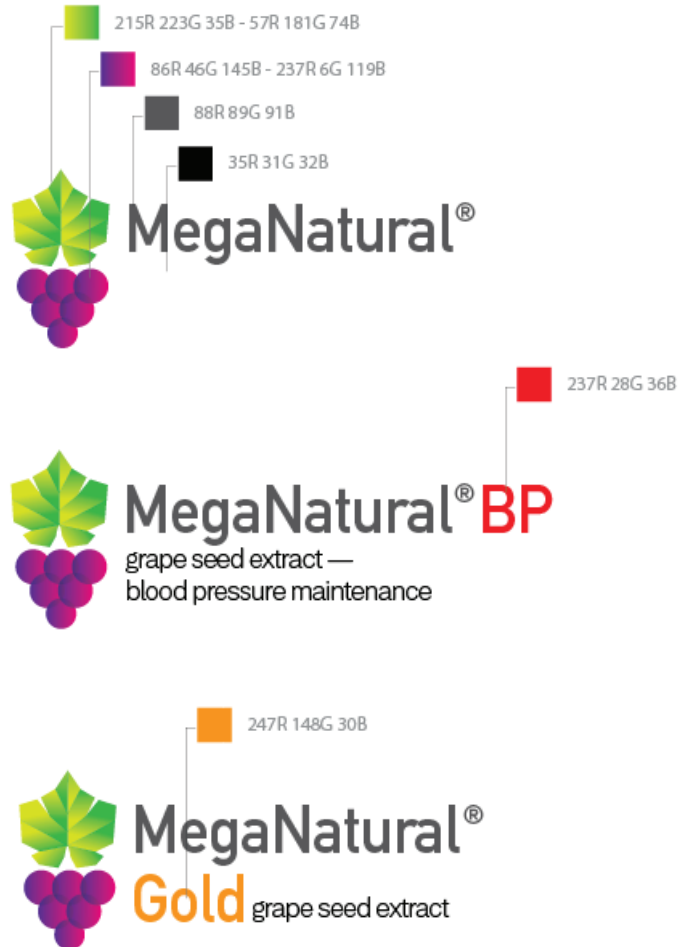 215R 223G 35B - 57R 181G 74B
86R 46G 145B - 237R 6G 119B
88R 89G 91B
35R 31G 32B
MegaNatural®
237R 28G 36B
MegaNatural® BP
grape seed extract —
blood pressure maintenance
247R 148G 30B
MegaNatural®
Gold grape seed extract